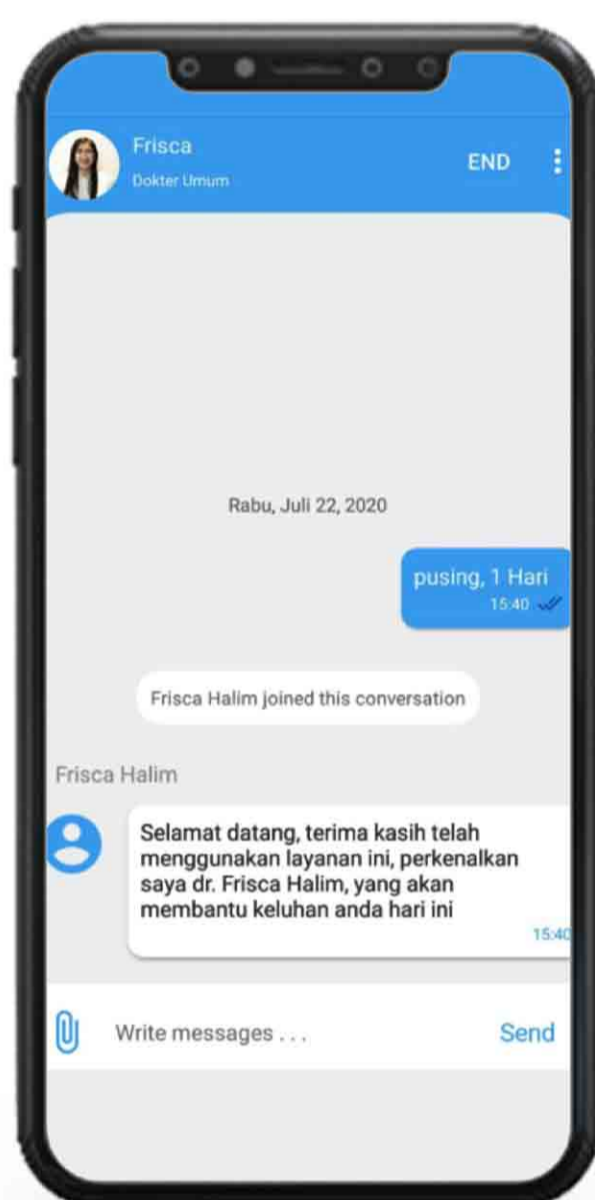 Frisca
Dokter Umum
END
Rabu, Juli 22, 2020
pusing, 1 Hari
15:40
Frisca Halim joined this conversation
Frisca Halim
Selamat datang, terima kasih telah
menggunakan layanan ini, perkenalkan
saya dr. Frisca Halim, yang akan
membantu keluhan anda hari ini
15:40
Write messages . . .
Send